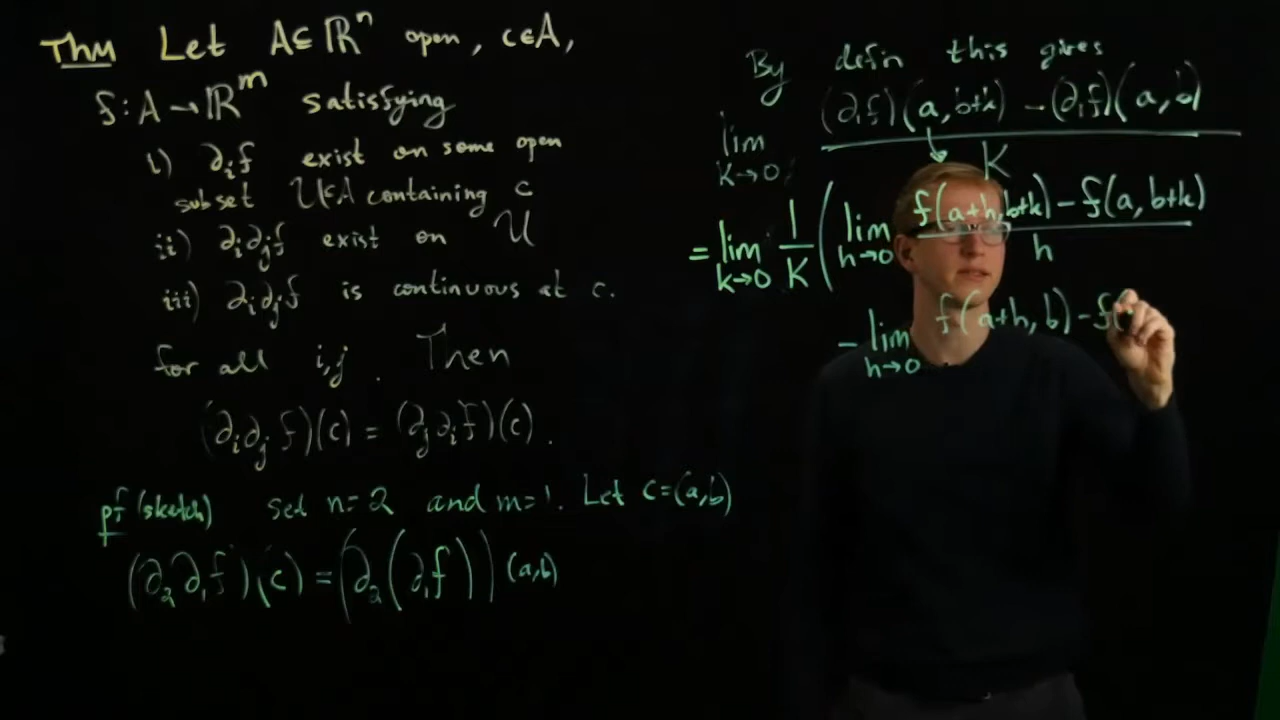 Thm Let A⊆ℝⁿ open, c∈A,
f: A→ℝᵐ satisfying
i) ∂ᵢf exist on some open
subset U⊆A containing c
ii) ∂ᵢ∂ⱼf exist on U
iii) ∂ᵢ∂ⱼf is continuous at c.
for all i,j. Then
(∂ᵢ∂ⱼf)(c) = (∂ⱼ∂ᵢf)(c).
pf (sketch) set n=2 and m=1. Let c=(a,b)
(∂₂∂₁f)(c) = (∂₂(∂₁f))(a,b)
By defin this gives
lim k→0 (∂₁f)(a,b+k) - (∂₁f)(a,b) / k
= lim k→0 1/k ( lim h→0 f(a+h,b+k) - f(a,b+k) / h
- lim h→0 f(a+h,b) - f(